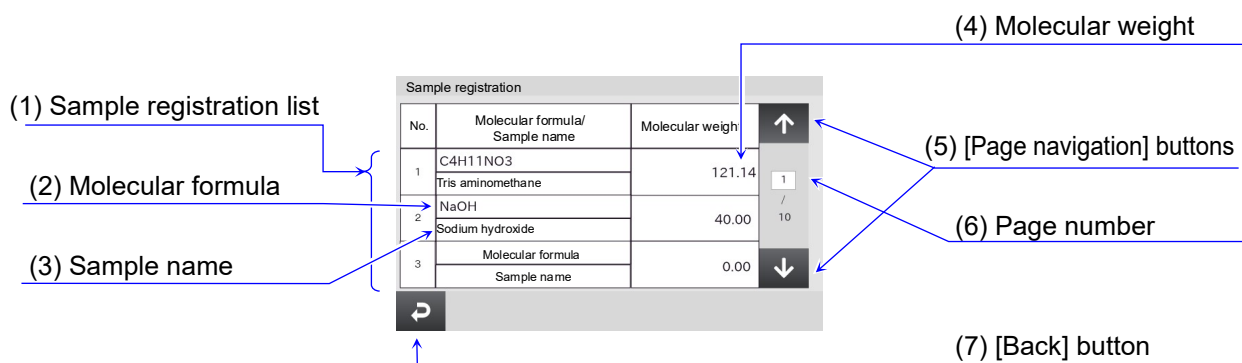 (4) Molecular weight
Sample registration
(1) Sample registration list
No.
Molecular formula/
Sample name
Molecular weight
(5) [Page navigation] buttons
1
C4H11NO3
Tris aminomethane
121.14
1
/
10
(2) Molecular formula
2
NaOH
Sodium hydroxide
40.00
(6) Page number
(3) Sample name
3
Molecular formula
Sample name
0.00
(7) [Back] button